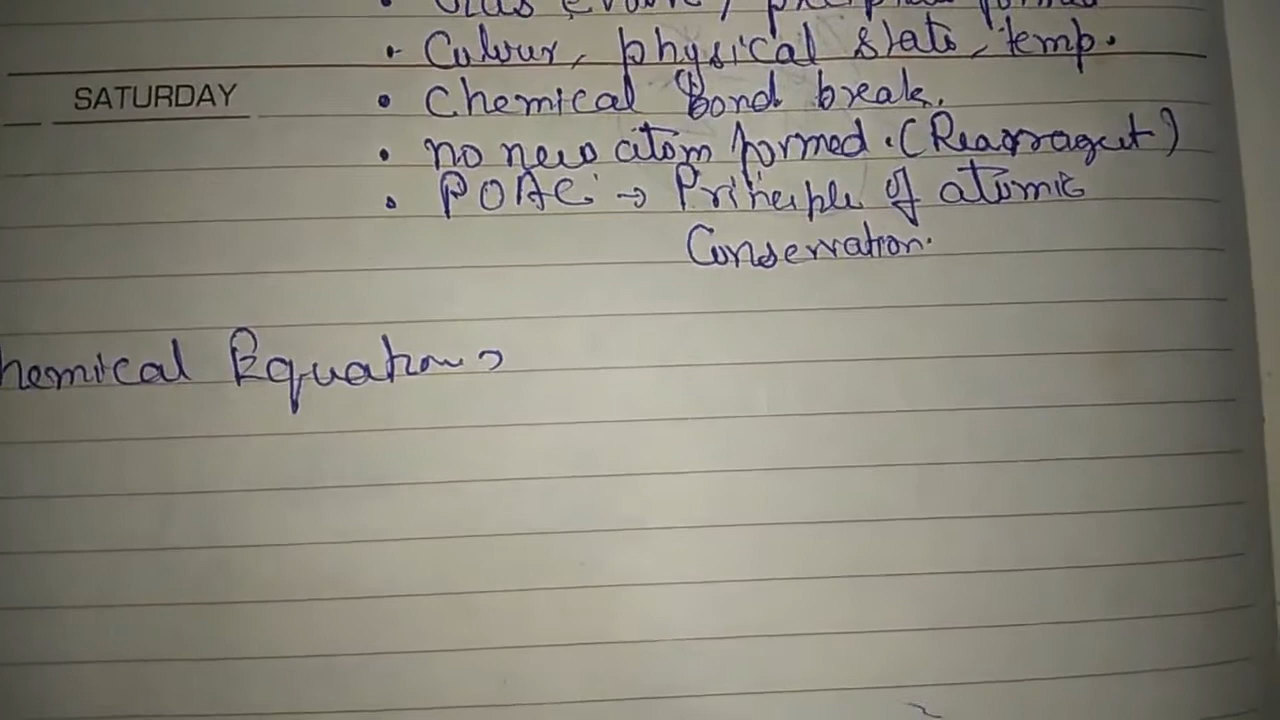 • Colour, physical state, temp.
SATURDAY
• Chemical Bond break.
• no new atom formed. (Rearragut)
• POAC → Principle of atomic
Conservation.
hemical Equation →